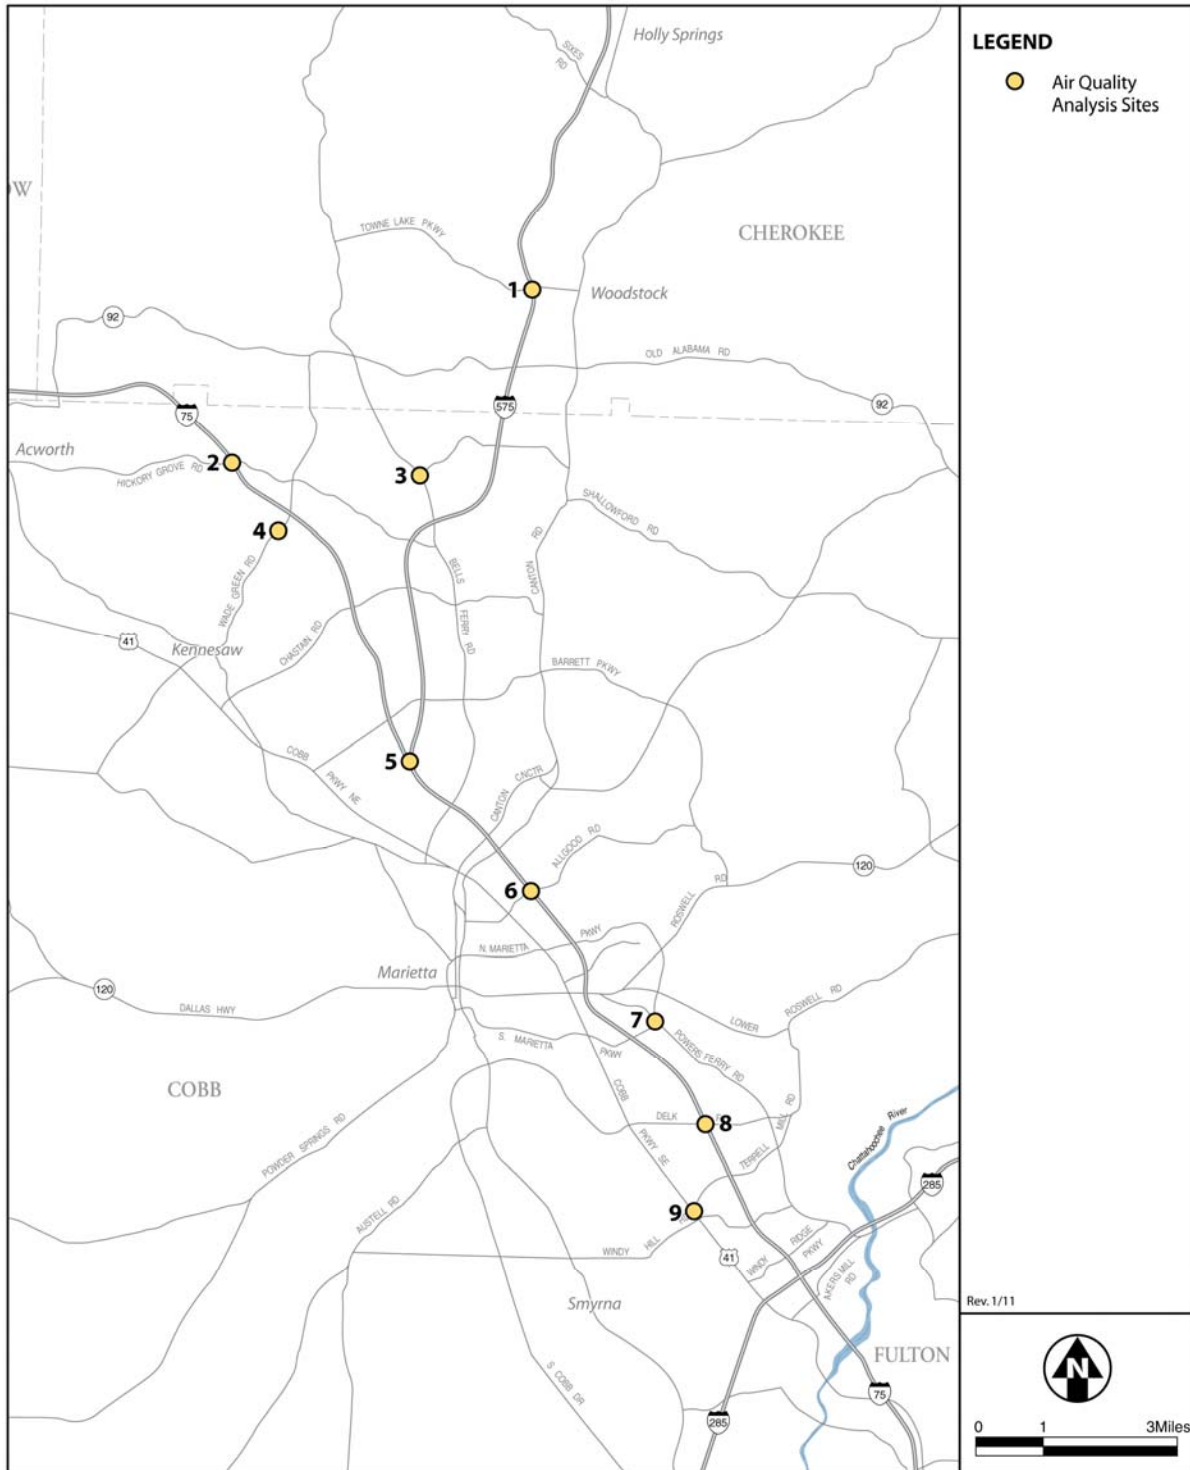 Holly Springs
SIXES
RD
LEGEND
Air Quality
Analysis Sites
OW
TOWNE LAKE PKWY
CHEROKEE
1
Woodstock
92
OLD ALABAMA RD
575
92
75
Acworth
2
HICKORY GROVE RD
3
SHALLOWFORD RD
4
CANTON RD
BELLS FERRY RD
WADE GREEN RD
41
Kennesaw
CHASTAIN RD
BARRETT PKWY
COBB PKWY NE
5
CANTON CNCTR
ALLGOOD RD
120
6
ROSWELL RD
N. MARIETTA PKWY
Marietta
120
DALLAS HWY
LOWER ROSWELL RD
7
S. MARIETTA PKWY
POWERS FERRY RD
COBB
COBB PKWY SE
DELK
8
TERRELL MILL RD
Chattahoochee River
POWDER SPRINGS RD
285
AUSTELL RD
9
WINDY HILL
41
WINDY RIDGE PKWY
AKERS MILL RD
Smyrna
Rev. 1/11
FULTON
S COBB DR
75
285
N
0 1 3Miles